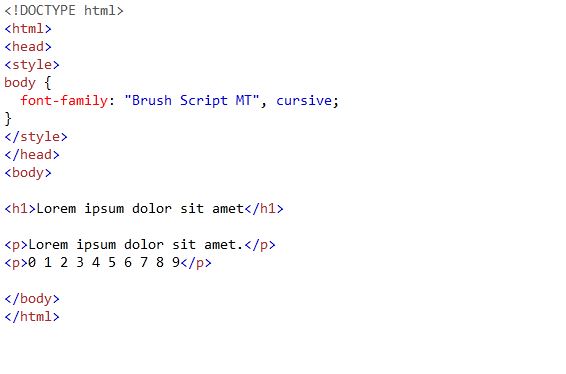 <!DOCTYPE html>
<html>
<head>
<style>
body {
  font-family: "Brush Script MT", cursive;
}
</style>
</head>
<body>

<h1>Lorem ipsum dolor sit amet</h1>

<p>Lorem ipsum dolor sit amet.</p>
<p>0 1 2 3 4 5 6 7 8 9</p>

</body>
</html>